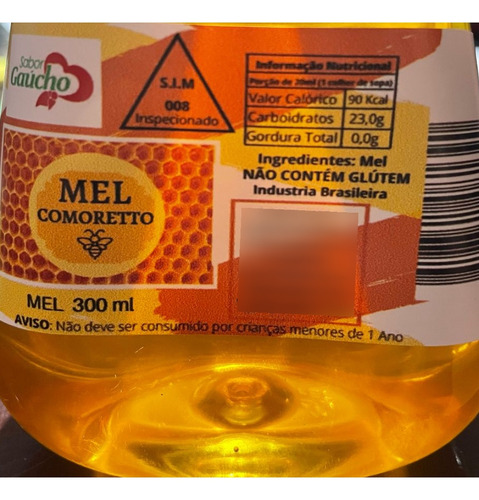 Sabor
Gaúcho
S.I.M
008
Inspecionado
Informação Nutricional
Porção de 20ml (1 colher de sopa)
Valor Calórico 90 Kcal
Carboidratos 23,0g
Gordura Total 0,0g
Ingredientes: Mel
NÃO CONTÉM GLÚTEM
Industria Brasileira
MEL
COMORETTO
MEL 300 ml
AVISO: Não deve ser consumido por crianças menores de 1 Ano